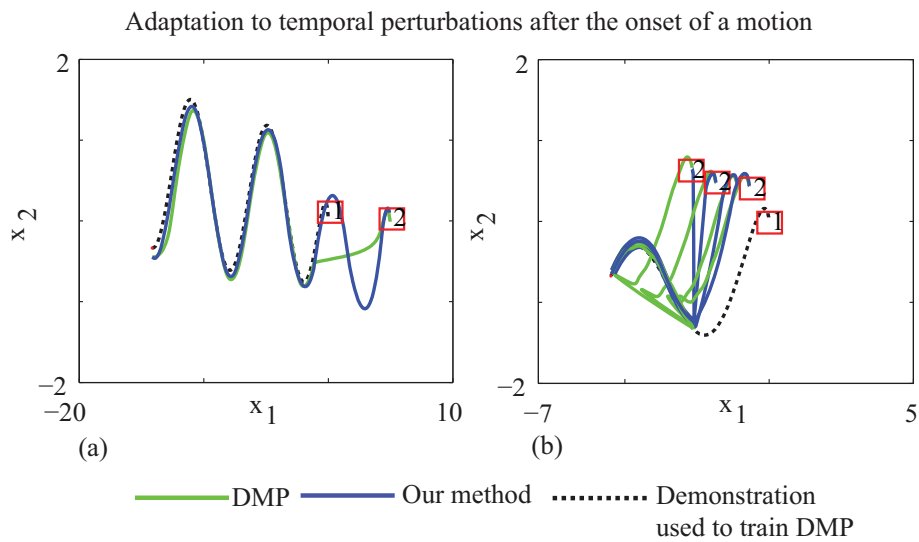 Adaptation to temporal perturbations after the onset of a motion
2
x2
−2
−20
x1
10
1
2
(a)
2
x2
−2
−7
x1
5
2
2
2
1
(b)
DMP
Our method
Demonstration
used to train DMP